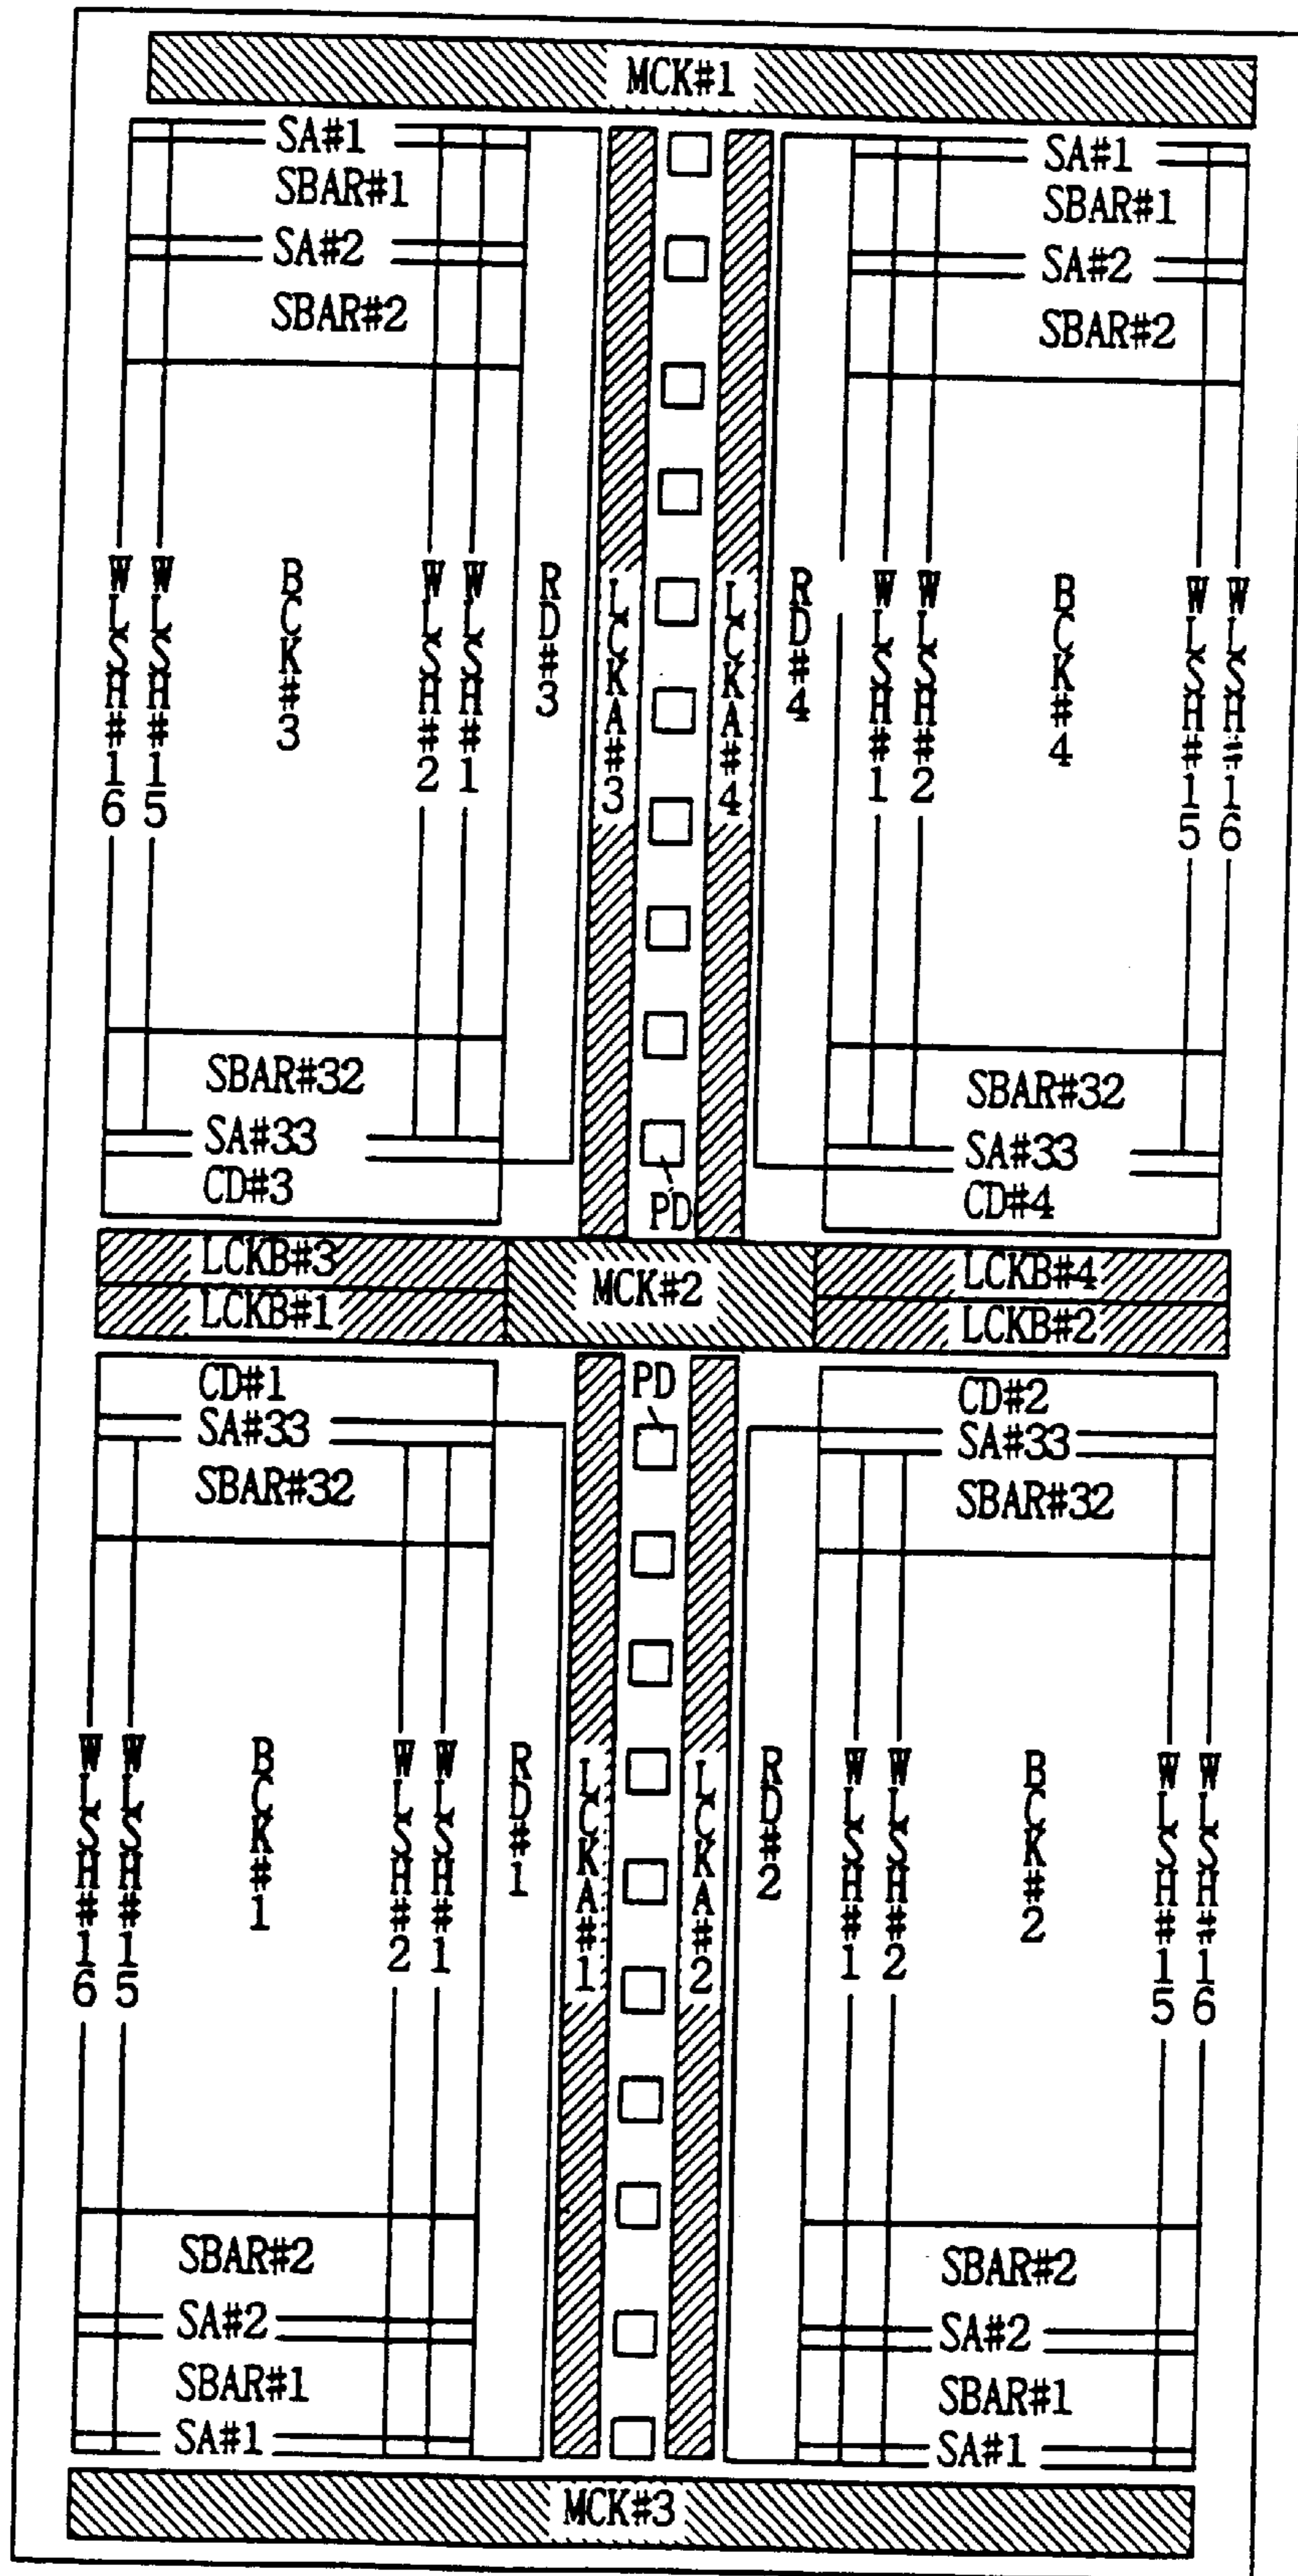 MCK#1
SA#1
SBAR#1
SA#2
SBAR#2
SA#1
SBAR#1
SA#2
SBAR#2
WLSH#16
WLSH#15
BCK#3
WLSH#2
WLSH#1
RD#3
LCKA#3
LCKA#4
RD#4
WLSH#1
WLSH#2
BCK#4
WLSH#15
WLSH#16
SBAR#32
SA#33
CD#3
PD
SBAR#32
SA#33
CD#4
LCKB#3
LCKB#1
MCK#2
LCKB#4
LCKB#2
CD#1
SA#33
SBAR#32
PD
CD#2
SA#33
SBAR#32
WLSH#16
WLSH#15
BCK#1
WLSH#2
WLSH#1
RD#1
LCKA#1
LCKA#2
RD#2
WLSH#1
WLSH#2
BCK#2
WLSH#15
WLSH#16
SBAR#2
SA#2
SBAR#1
SA#1
SBAR#2
SA#2
SBAR#1
SA#1
MCK#3